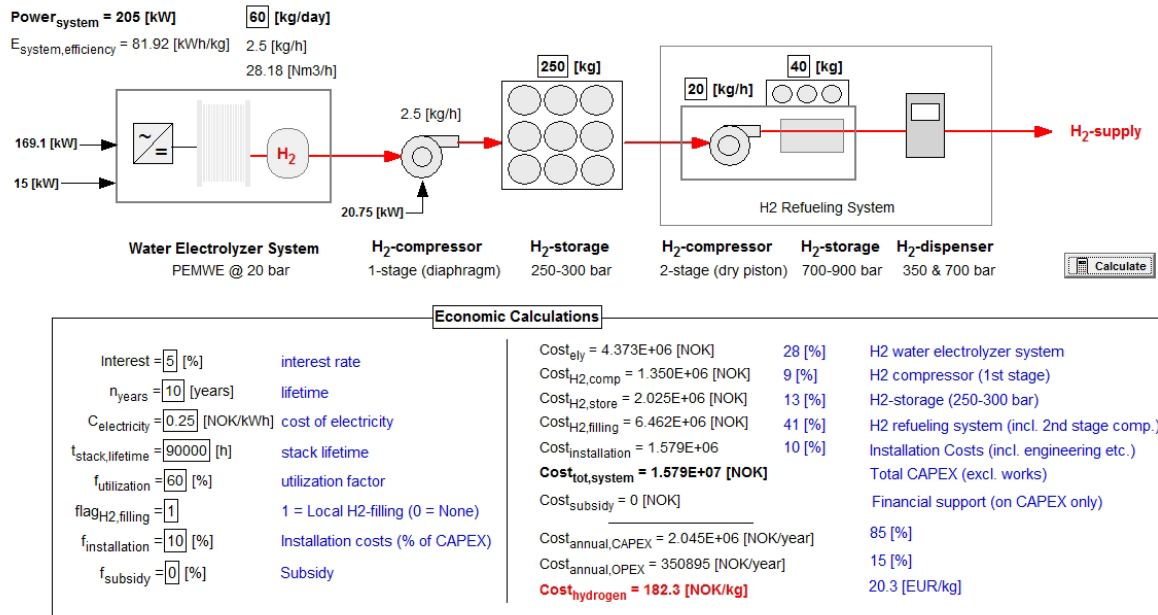 Power_system = 205 [kW]
60 [kg/day]
E_system,efficiency = 81.92 [kWh/kg]
2.5 [kg/h]
28.18 [Nm3/h]
250 [kg]
40 [kg]
20 [kg/h]
2.5 [kg/h]
~
=
H2
169.1 [kW]
15 [kW]
20.75 [kW]
H2-supply
H2 Refueling System
Water Electrolyzer System
PEMWE @ 20 bar
H2-compressor
1-stage (diaphragm)
H2-storage
250-300 bar
H2-compressor
2-stage (dry piston)
H2-storage
700-900 bar
H2-dispenser
350 & 700 bar
Calculate
Economic Calculations
Interest = 5 [%] interest rate
n_years = 10 [years] lifetime
C_electricity = 0.25 [NOK/kWh] cost of electricity
t_stack,lifetime = 90000 [h] stack lifetime
f_utilization = 60 [%] utilization factor
flag_H2,filling = 1 1 = Local H2-filling (0 = None)
f_installation = 10 [%] Installation costs (% of CAPEX)
f_subsidy = 0 [%] Subsidy
Cost_ely = 4.373E+06 [NOK] 28 [%] H2 water electrolyzer system
Cost_H2,comp = 1.350E+06 [NOK] 9 [%] H2 compressor (1st stage)
Cost_H2,store = 2.025E+06 [NOK] 13 [%] H2-storage (250-300 bar)
Cost_H2,filling = 6.462E+06 [NOK] 41 [%] H2 refueling system (incl. 2nd stage comp.)
Cost_installation = 1.579E+06 10 [%] Installation Costs (incl. engineering etc.)
Cost_tot,system = 1.579E+07 [NOK] Total CAPEX (excl. works)
Cost_subsidy = 0 [NOK] Financial support (on CAPEX only)
Cost_annual,CAPEX = 2.045E+06 [NOK/year] 85 [%]
Cost_annual,OPEX = 350895 [NOK/year] 15 [%]
Cost_hydrogen = 182.3 [NOK/kg] 20.3 [EUR/kg]